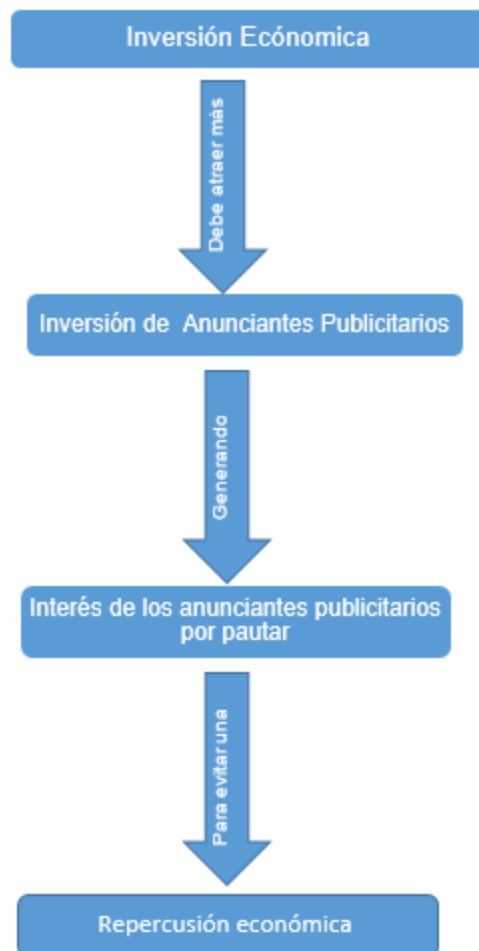 Inversión Ecónomica
Debe atraer más
Inversión de Anunciantes Publicitarios
Generando
Interés de los anunciantes publicitarios
por pautar
Para evitar una
Repercusión económica